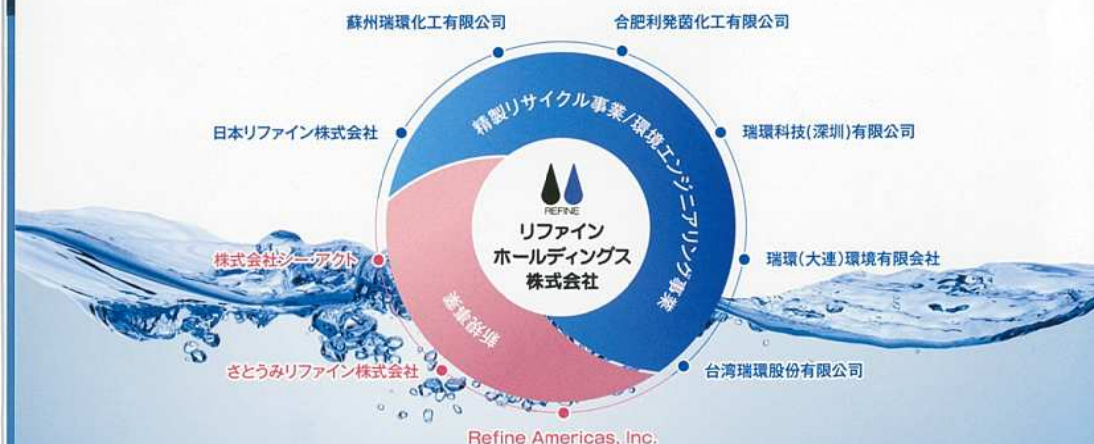 蘇州瑞環化工有限公司
合肥利発茵化工有限公司
日本リファイン株式会社
精製リサイクル事業/環境エンジニアリング事業
瑞環科技(深圳)有限公司
REFINE
リファイン
ホールディングス
株式会社
株式会社シー・アクト
瑞環(大連)環境有限会社
新規事業
さとうみリファイン株式会社
台湾瑞環股份有限公司
Refine Americas, Inc.